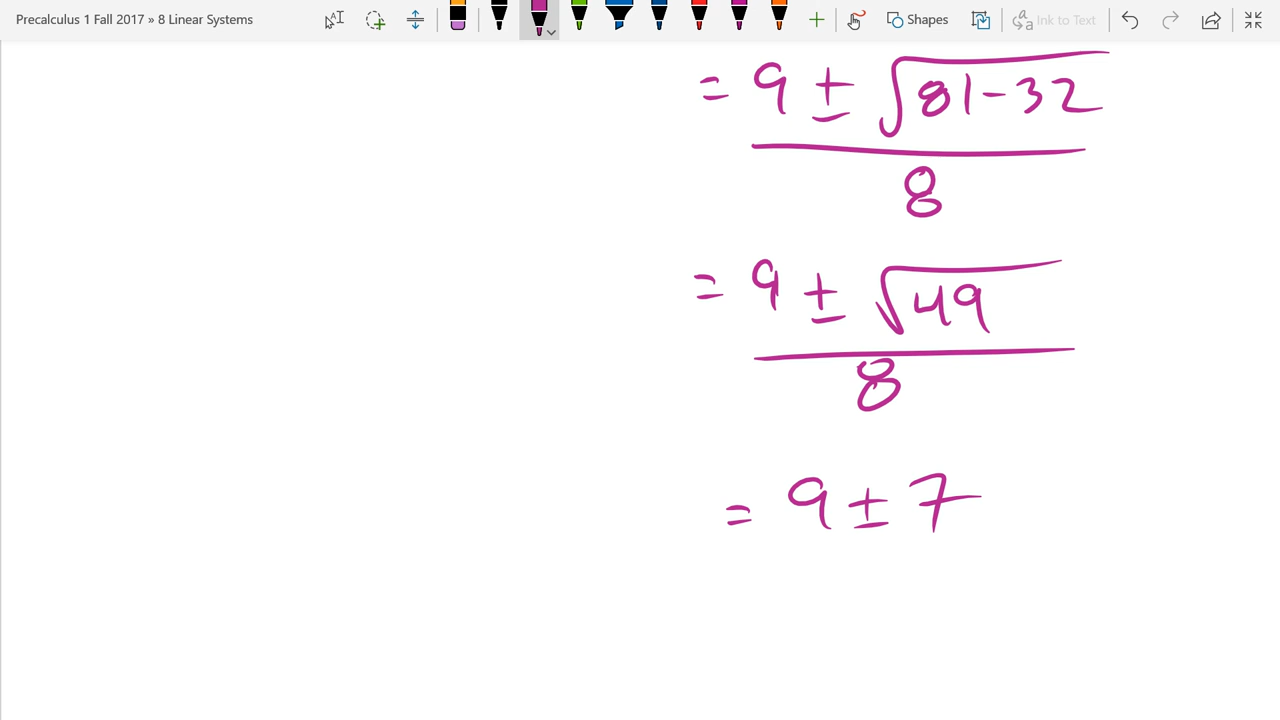 Precalculus 1 Fall 2017 » 8 Linear Systems
Shapes
Ink to Text
= 9 ± √81-32
8
= 9 ± √49
8
= 9 ± 7